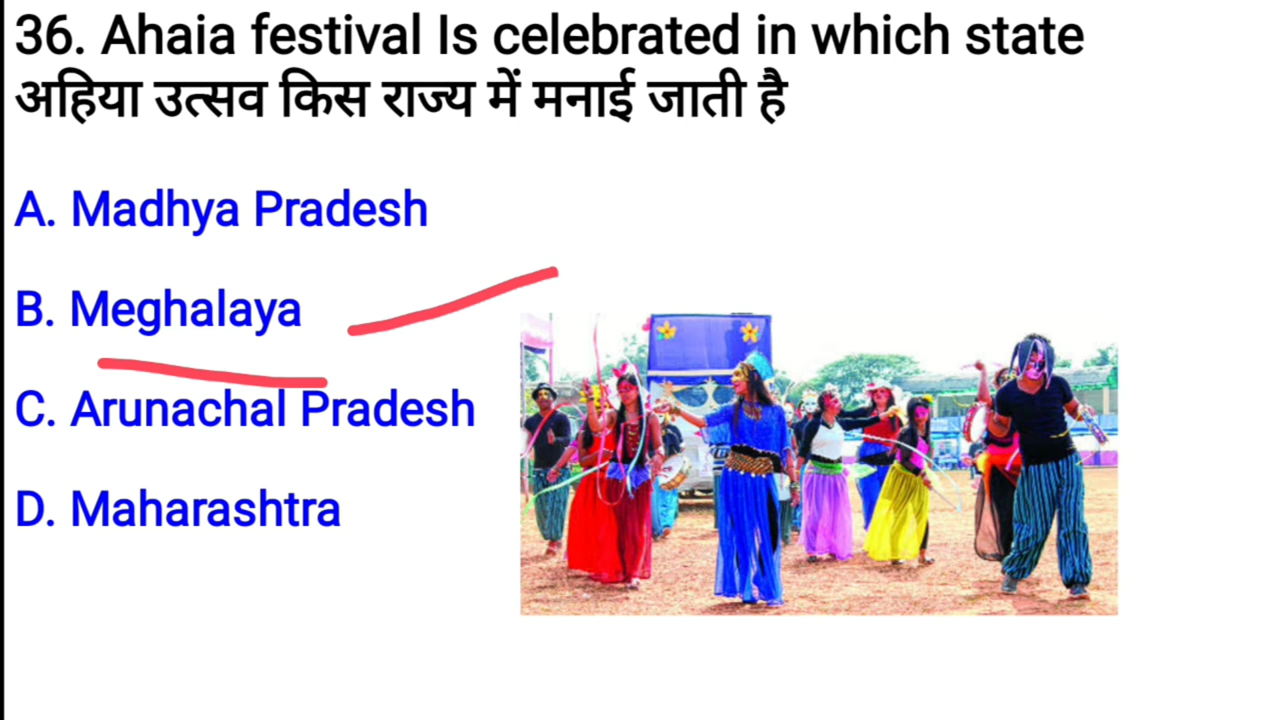 36. Ahaia festival Is celebrated in which state
अहिया उत्सव किस राज्य में मनाई जाती है
A. Madhya Pradesh
B. Meghalaya
C. Arunachal Pradesh
D. Maharashtra